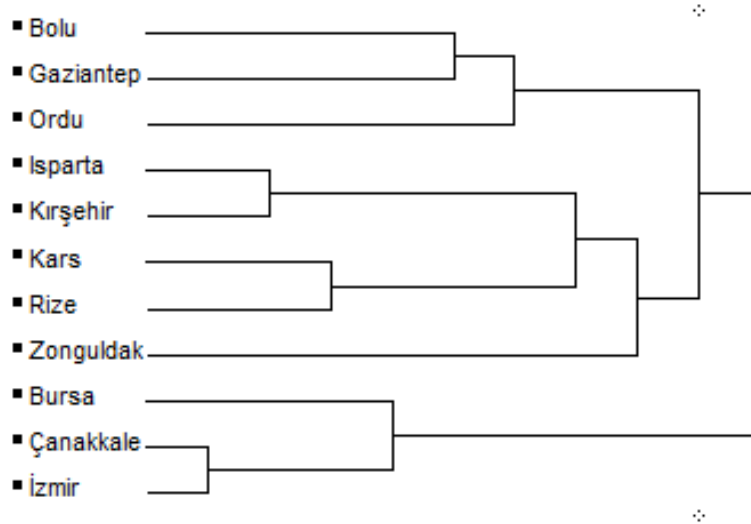 Bolu
Gaziantep
Ordu
Isparta
Kırşehir
Kars
Rize
Zonguldak
Bursa
Çanakkale
İzmir